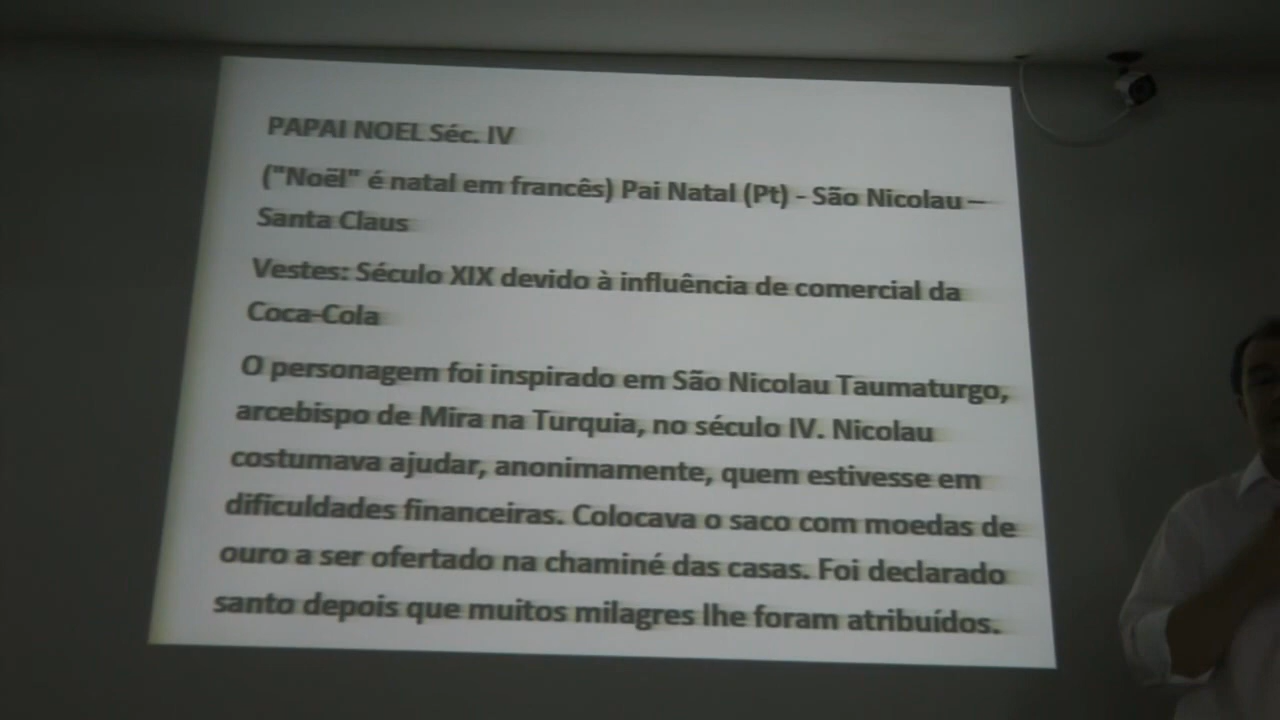 PAPAI NOEL Séc. IV
("Noël" é natal em francês) Pai Natal (Pt) - São Nicolau –
Santa Claus
Vestes: Século XIX devido à influência de comercial da
Coca-Cola
O personagem foi inspirado em São Nicolau Taumaturgo,
arcebispo de Mira na Turquia, no século IV. Nicolau
costumava ajudar, anonimamente, quem estivesse em
dificuldades financeiras. Colocava o saco com moedas de
ouro a ser ofertado na chaminé das casas. Foi declarado
santo depois que muitos milagres lhe foram atribuídos.